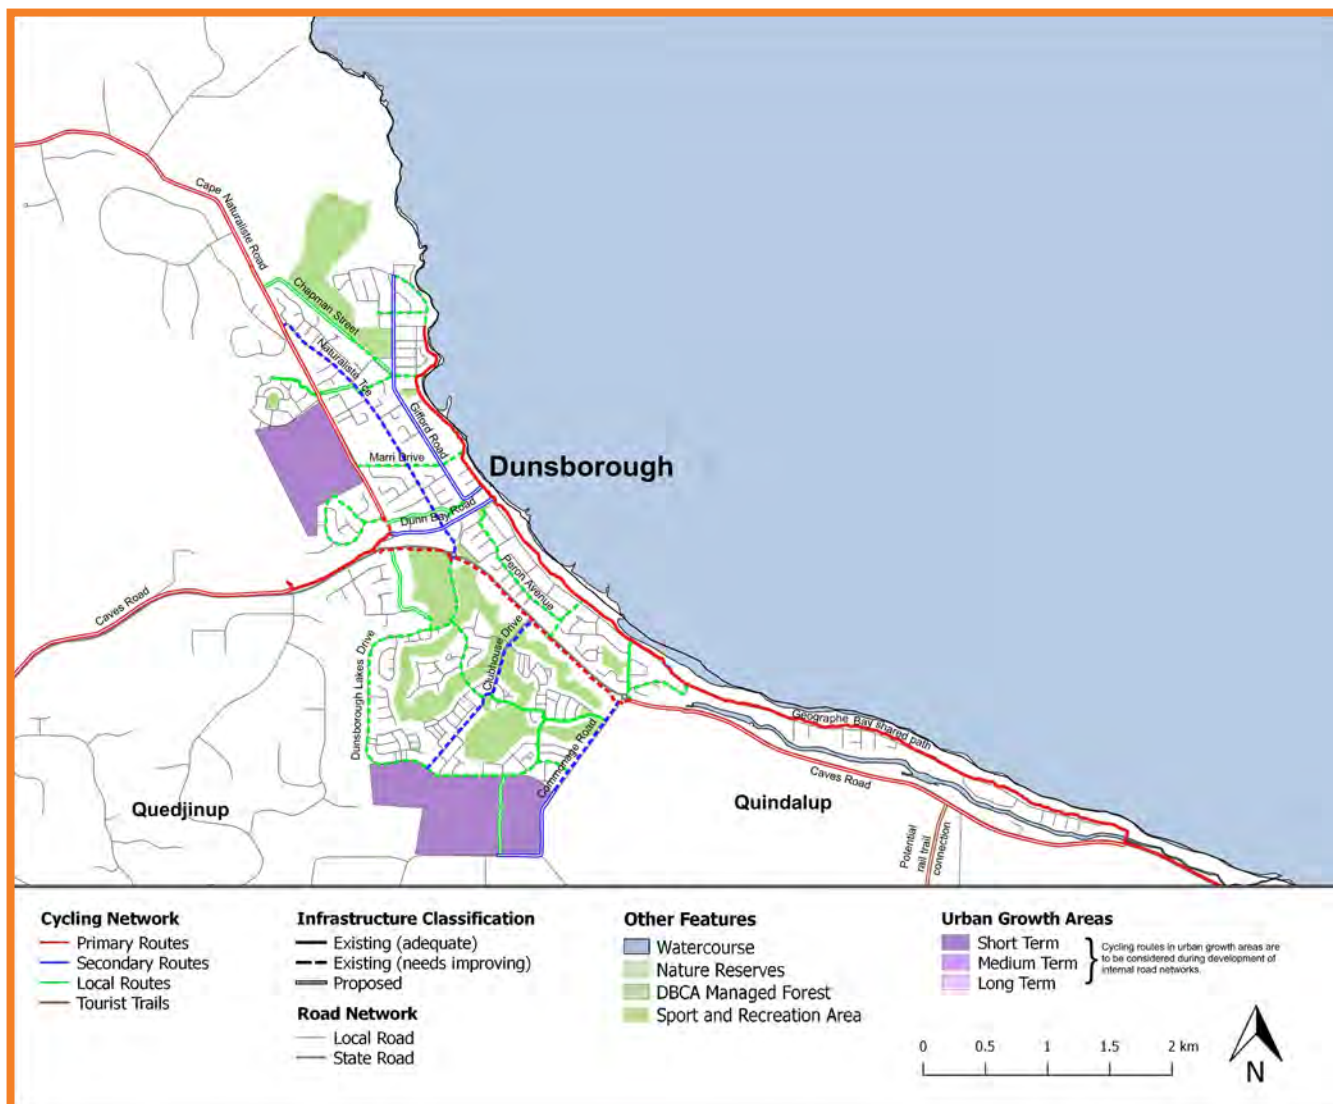 Cape Naturaliste Road
Chapman Street
Naturaliste Tce
Gifford Road
Marri Drive
Dunsborough
Dunn Bay Road
Peron Avenue
Caves Road
Clubhouse Drive
Dunsborough Lakes Drive
Commonage Road
Geographe Bay shared path
Caves Road
Quedjinup
Quindalup
Potential
rail trail
connection
Cycling Network
Primary Routes
Secondary Routes
Local Routes
Tourist Trails
Infrastructure Classification
Existing (adequate)
Existing (needs improving)
Proposed
Road Network
Local Road
State Road
Other Features
Watercourse
Nature Reserves
DBCA Managed Forest
Sport and Recreation Area
Urban Growth Areas
Short Term
Medium Term
Long Term
Cycling routes in urban growth areas are
to be considered during development of
internal road networks.
0 0.5 1 1.5 2 km
N